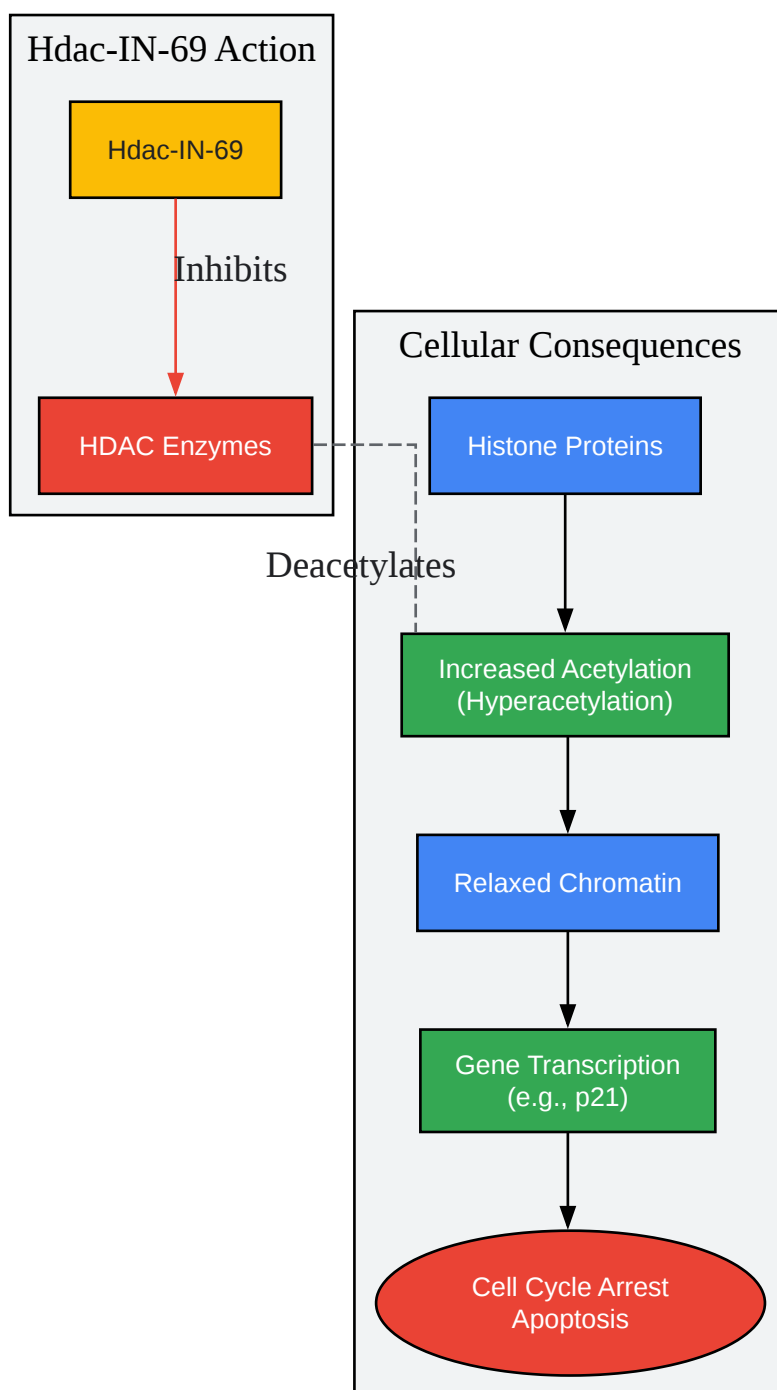 Hdac-IN-69 Action
Hdac-IN-69
Inhibits
HDAC Enzymes
Deacetylates
Cellular Consequences
Histone Proteins
Increased Acetylation
(Hyperacetylation)
Relaxed Chromatin
Gene Transcription
(e.g., p21)
Cell Cycle Arrest
Apoptosis